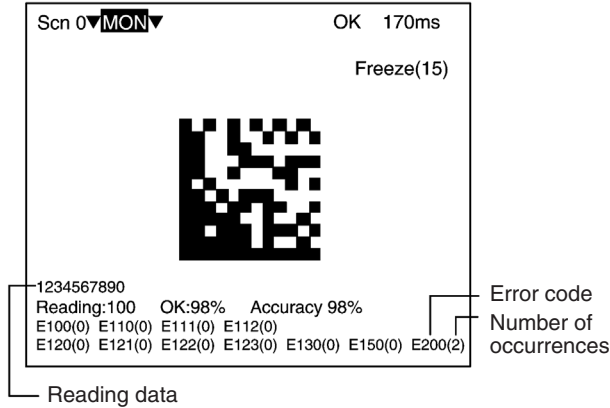 Scn 0▼MON▼ OK 170ms
Freeze(15)
1234567890
Reading:100 OK:98% Accuracy 98%
E100(0) E110(0) E111(0) E112(0)
E120(0) E121(0) E122(0) E123(0) E130(0) E150(0) E200(2)
Error code
Number of
occurrences
Reading data